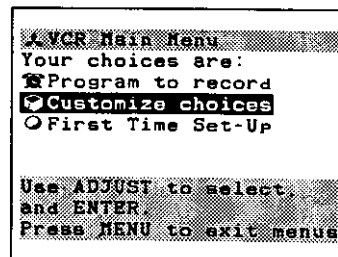 VCR Main Menu
Your choices are:
Program to record
Customize choices
First Time Set-Up
Use ADJUST to select,
and ENTER.
Press MENU to exit menus